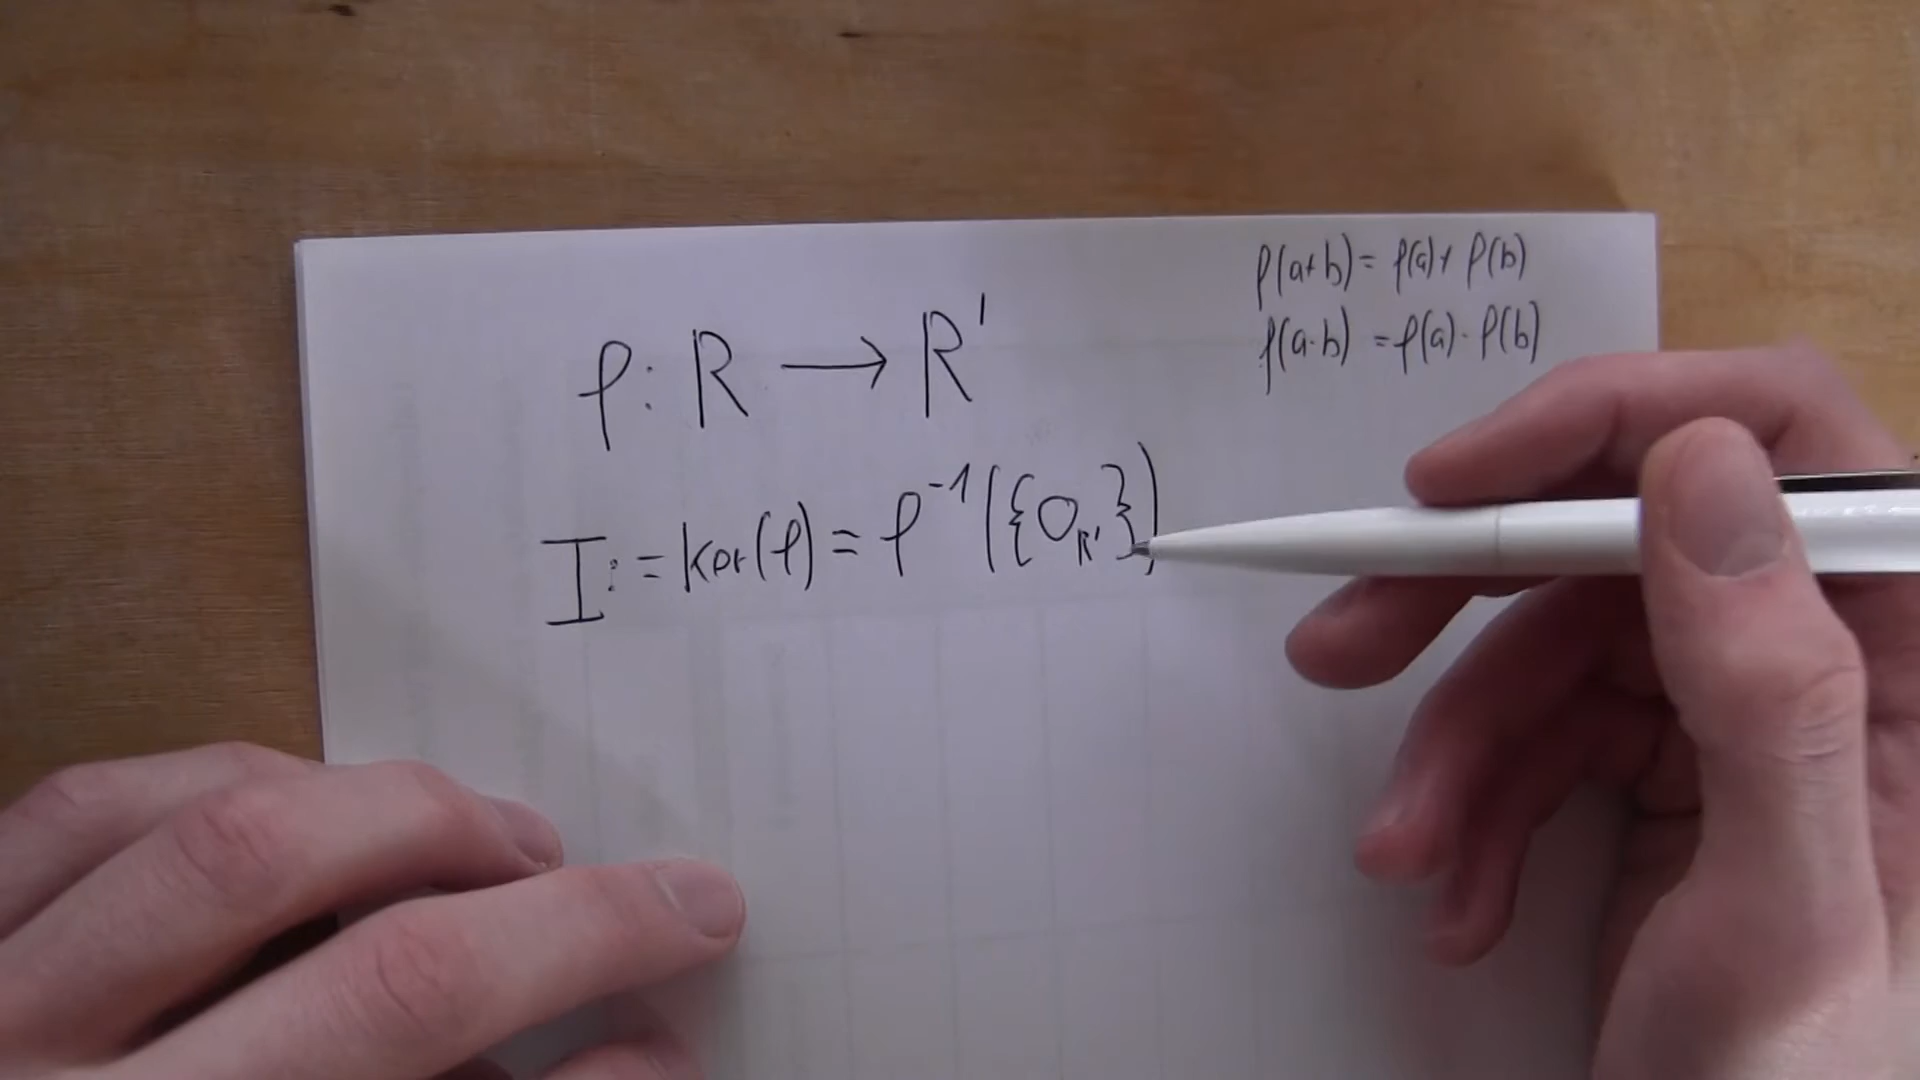 φ: R → R'
I := ker(φ) = φ⁻¹({0_R'})
φ(a+b) = φ(a) + φ(b)
φ(a·b) = φ(a)·φ(b)